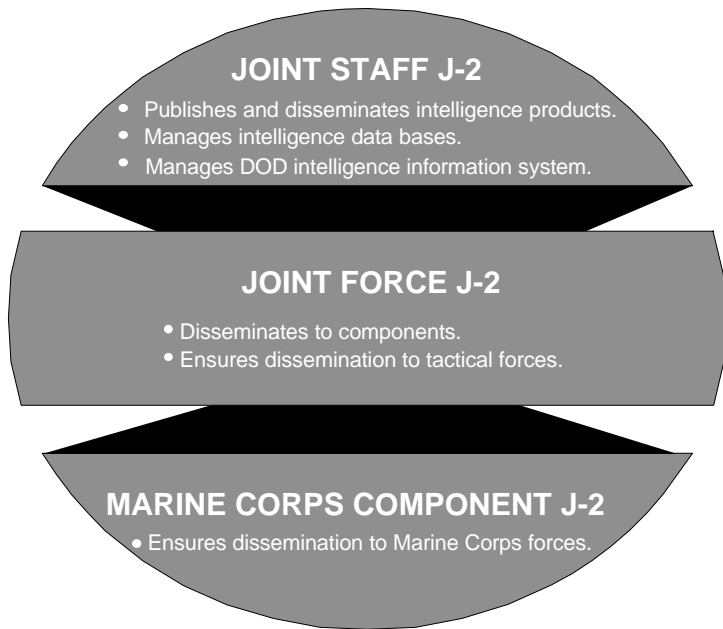 JOINT STAFF J-2
• Publishes and disseminates intelligence products.
• Manages intelligence data bases.
• Manages DOD intelligence information system.
JOINT FORCE J-2
• Disseminates to components.
• Ensures dissemination to tactical forces.
MARINE CORPS COMPONENT J-2
• Ensures dissemination to Marine Corps forces.